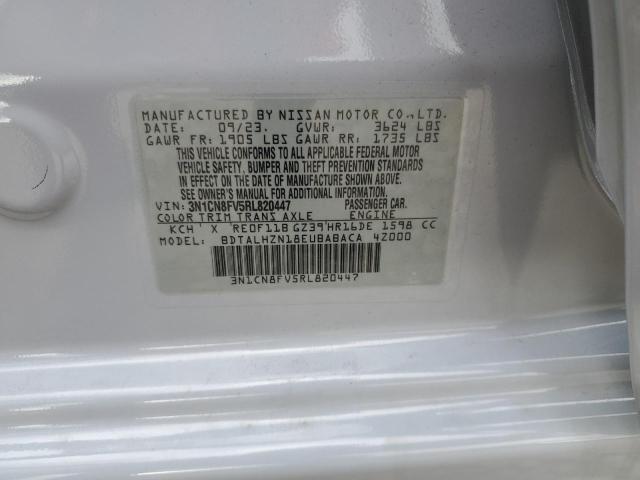 MANUFACTURED BY NISSAN MOTOR CO.,LTD.
DATE: 09/23. GVWR: 3624 LBS
GAWR FR: 1905 LBS GAWR RR: 1735 LBS
THIS VEHICLE CONFORMS TO ALL APPLICABLE FEDERAL MOTOR
VEHICLE SAFETY, BUMPER AND THEFT PREVENTION STANDARDS
IN EFFECT ON THE DATE OF MANUFACTURE SHOWN ABOVE.
SEE OWNER'S MANUAL FOR ADDITIONAL INFORMATION.
VIN: 3N1CN8FV5RL820447 PASSENGER CAR.
COLOR TRIM TRANS AXLE ENGINE
KCH' X RE0F11B GZ39'HR16DE 1598 CC
MODEL: BDTALHZN18EUBABACA 4Z000
3N1CN8FV5RL820447